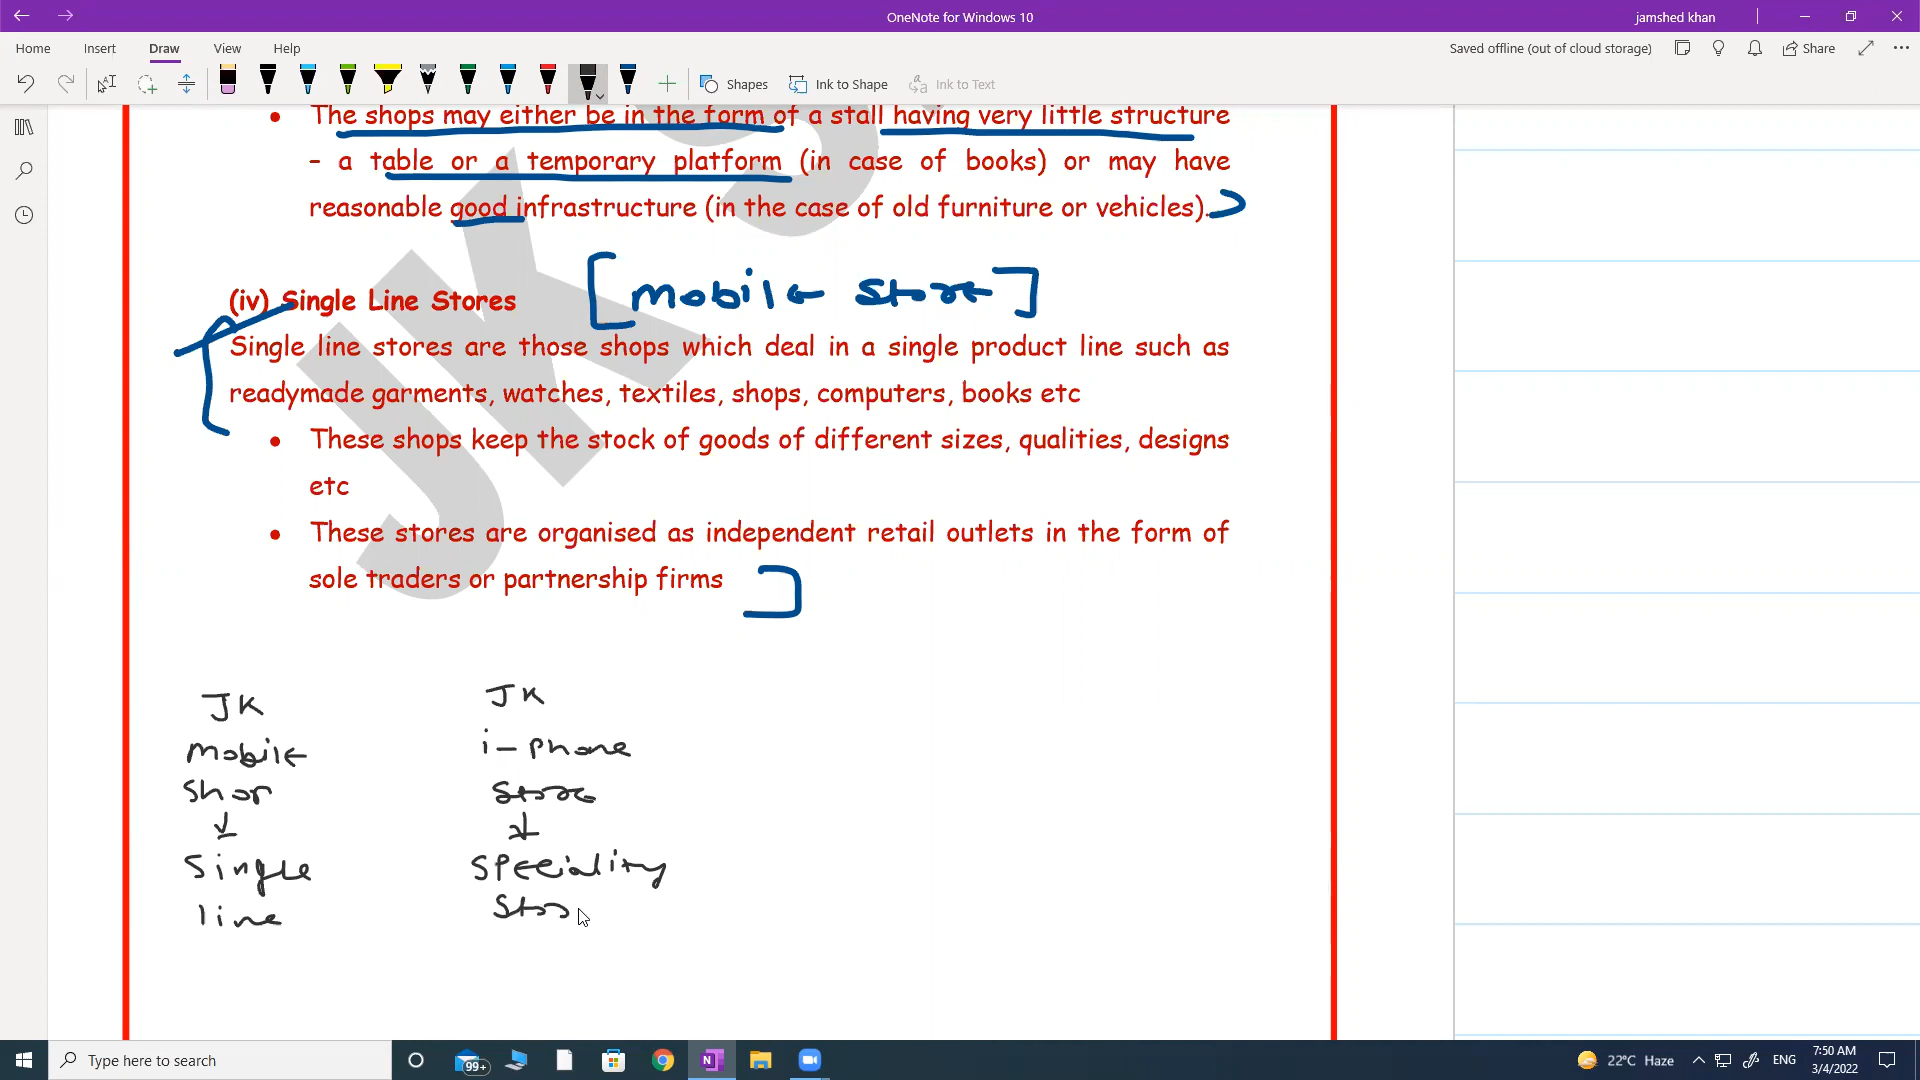 OneNote for Windows 10
jamshed khan
Home Insert Draw View Help
Saved offline (out of cloud storage)
Share
Shapes
Ink to Shape
Ink to Text
• The shops may either be in the form of a stall having very little structure
– a table or a temporary platform (in case of books) or may have
reasonable good infrastructure (in the case of old furniture or vehicles).
(iv) Single Line Stores
[mobile store]
Single line stores are those shops which deal in a single product line such as
readymade garments, watches, textiles, shops, computers, books etc
• These shops keep the stock of goods of different sizes, qualities, designs
etc
• These stores are organised as independent retail outlets in the form of
sole traders or partnership firms
JK
mobile
shop
↓
single
line
JK
i-phone
store
↓
speciality
Sto
JKS
Type here to search
99+
22°C Haze
ENG
7:50 AM
3/4/2022